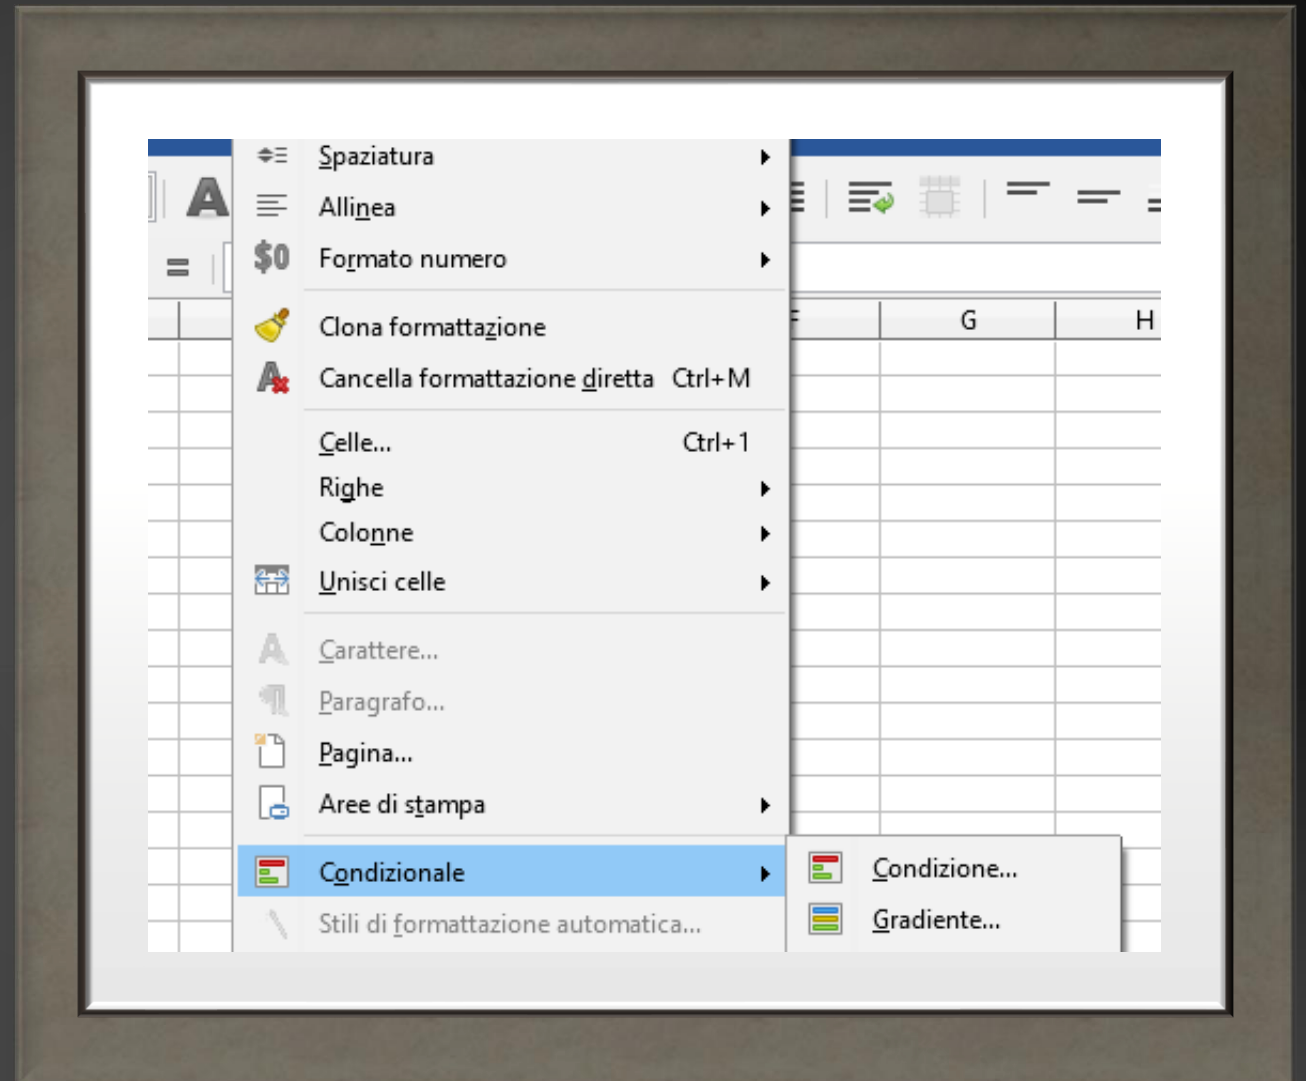 Spaziatura
Allinea
$0 Formato numero
G H
Clona formattazione
Cancella formattazione diretta Ctrl+M
Celle... Ctrl+1
Righe
Colonne
Unisci celle
Carattere...
Paragrafo...
Pagina...
Aree di stampa
Condizionale
Condizione...
Stili di formattazione automatica...
Gradiente...